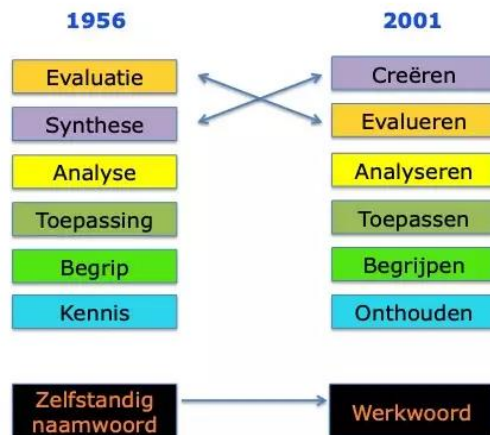 1956
2001
Evaluatie
Creëren
Synthese
Evalueren
Analyse
Analyseren
Toepassing
Toepassen
Begrip
Begrijpen
Kennis
Onthouden
Zelfstandig
naamwoord
Werkwoord